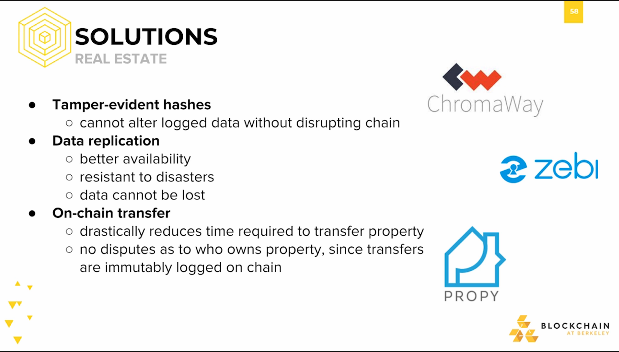 58
SOLUTIONS
REAL ESTATE
● Tamper-evident hashes
○ cannot alter logged data without disrupting chain
● Data replication
○ better availability
○ resistant to disasters
○ data cannot be lost
● On-chain transfer
○ drastically reduces time required to transfer property
○ no disputes as to who owns property, since transfers
are immutably logged on chain
ChromaWay
zebi
PROPY
BLOCKCHAIN
AT BERKELEY